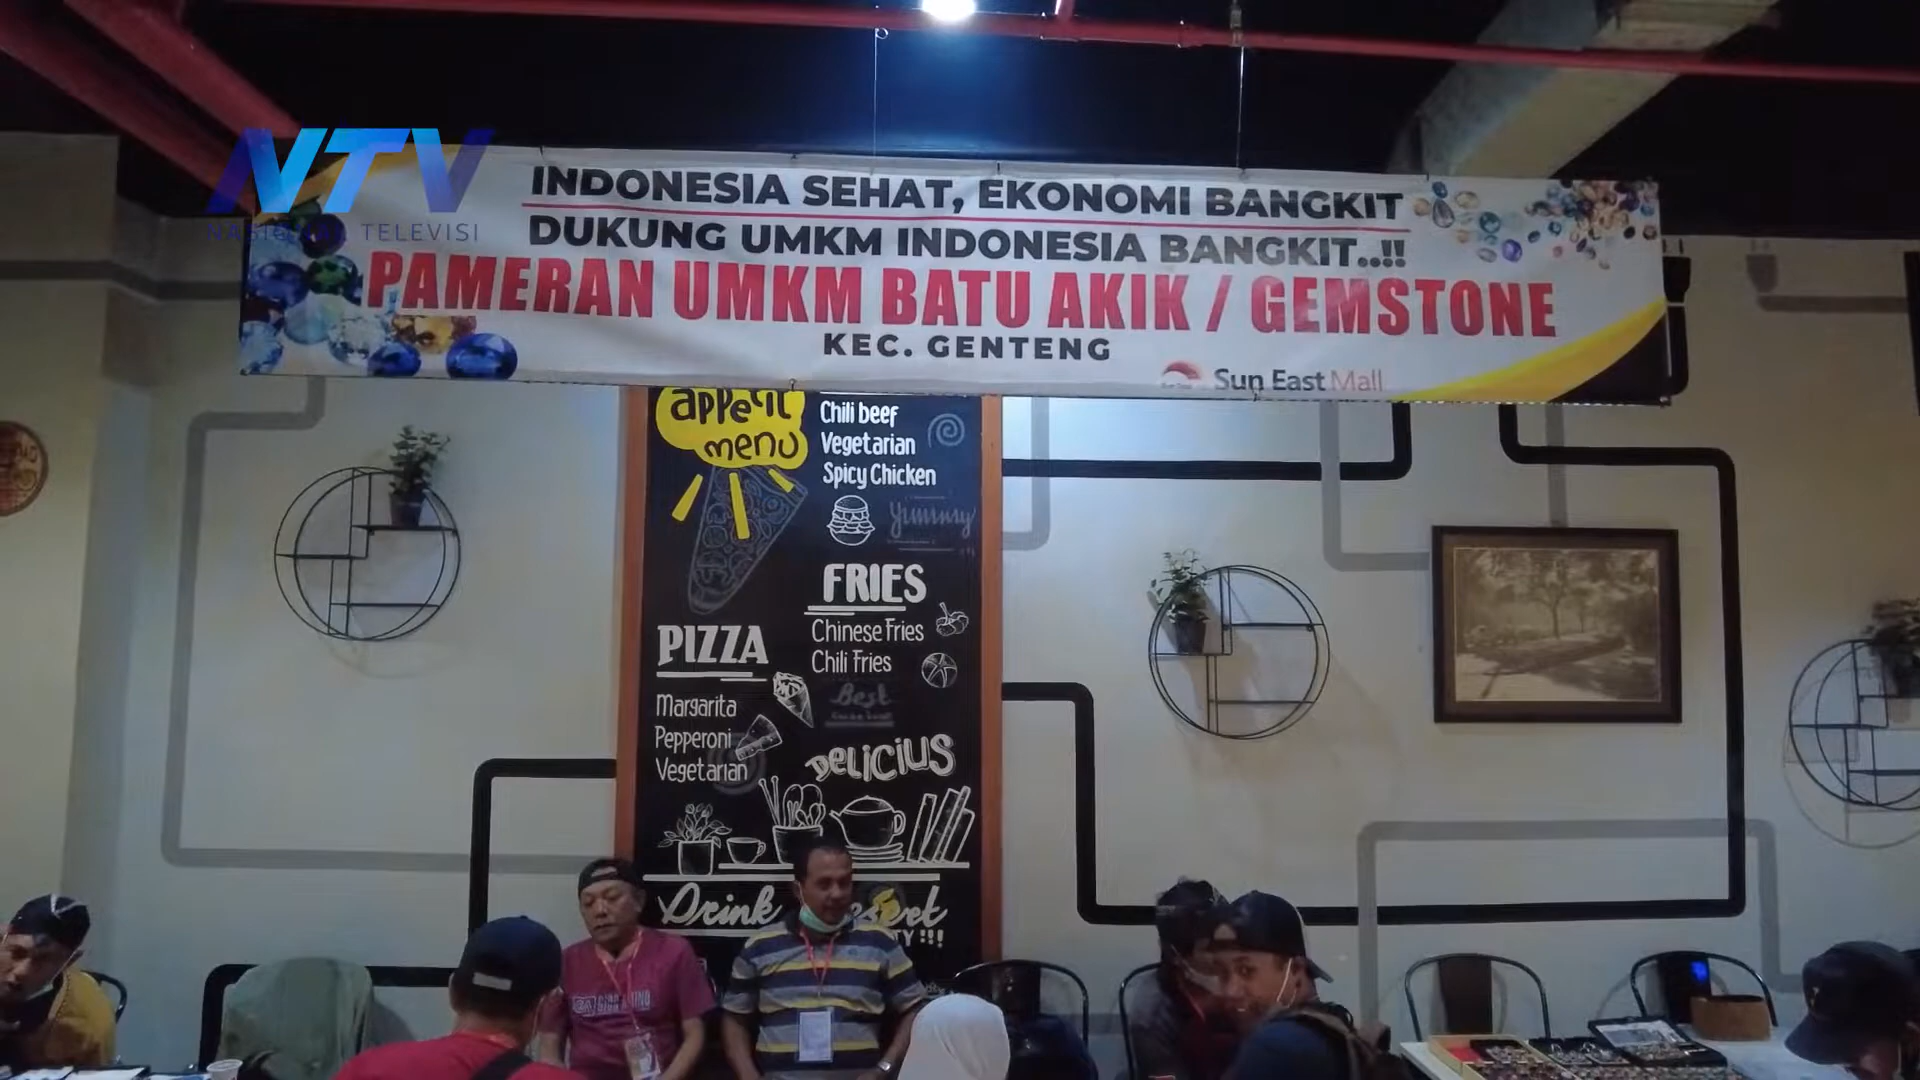 NTV
NASIONAL TELEVISI
INDONESIA SEHAT, EKONOMI BANGKIT
DUKUNG UMKM INDONESIA BANGKIT..!!
PAMERAN UMKM BATU AKIK / GEMSTONE
KEC. GENTENG
Sun East Mall
appetit
menu
Chili beef
Vegetarian
Spicy Chicken
Yummy
FRIES
Chinese Fries
Chili Fries
Best
PIZZA
Margarita
Pepperoni
Vegetarian
DELICIUS
Drink